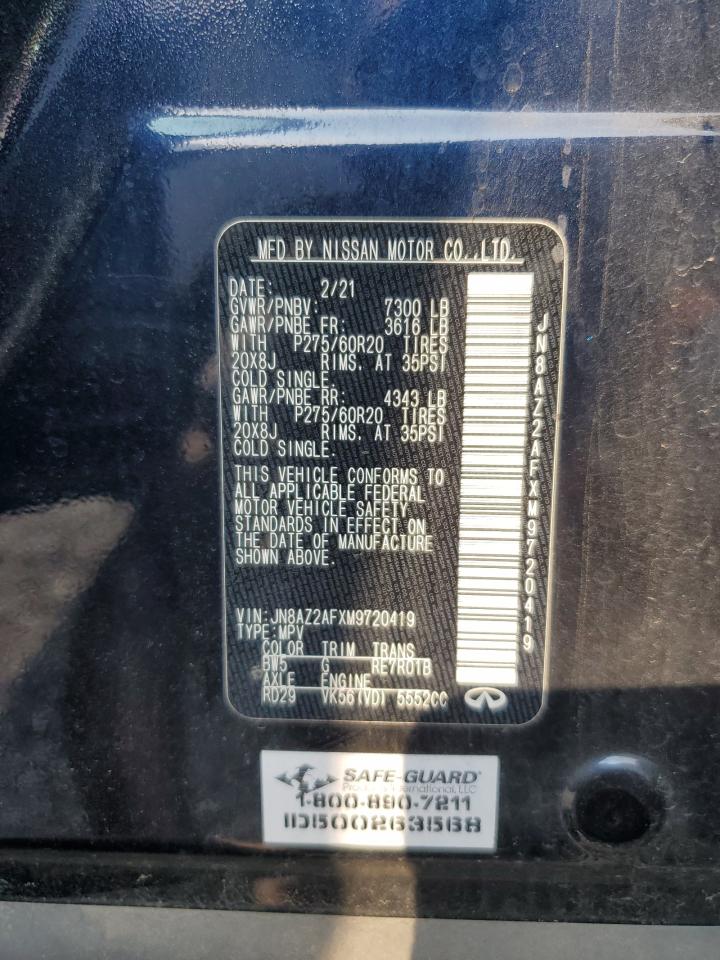 MFD BY NISSAN MOTOR CO.,LTD.
DATE: 2/21
GVWR/PNBV: 7300 LB
GAWR/PNBE FR: 3616 LB
WITH P275/60R20 TIRES
20X8J RIMS. AT 35PSI
COLD SINGLE.
GAWR/PNBE RR: 4343 LB
WITH P275/60R20 TIRES
20X8J RIMS. AT 35PSI
COLD SINGLE.
THIS VEHICLE CONFORMS TO
ALL APPLICABLE FEDERAL
MOTOR VEHICLE SAFETY
STANDARDS IN EFFECT ON
THE DATE OF MANUFACTURE
SHOWN ABOVE.
VIN:JN8AZ2AFXM9720419
TYPE:MPV
COLOR TRIM TRANS
BW5 G RE7R01B
AXLE ENGINE
RD29 VK56(VD) 5552CC
JN8AZ2AFXM9720419
SAFE-GUARD
Products International, LLC
1-800-890-7211
ID500263568